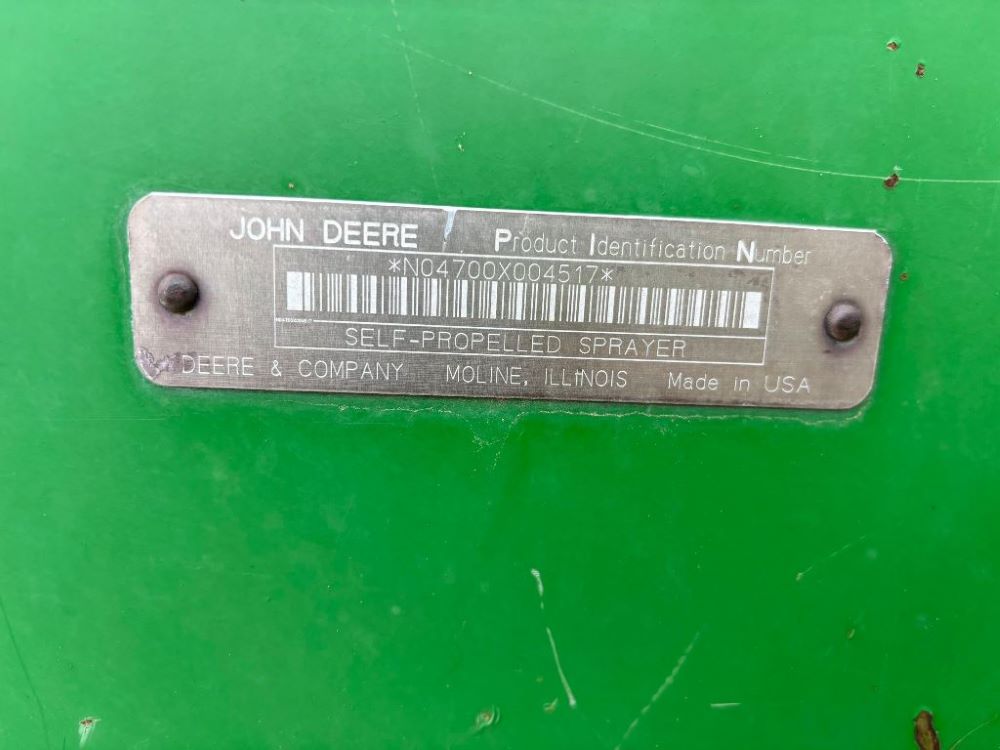 JOHN DEERE Product Identification Number
*N04700X004517*
SELF-PROPELLED SPRAYER
DEERE & COMPANY MOLINE, ILLINOIS Made in USA